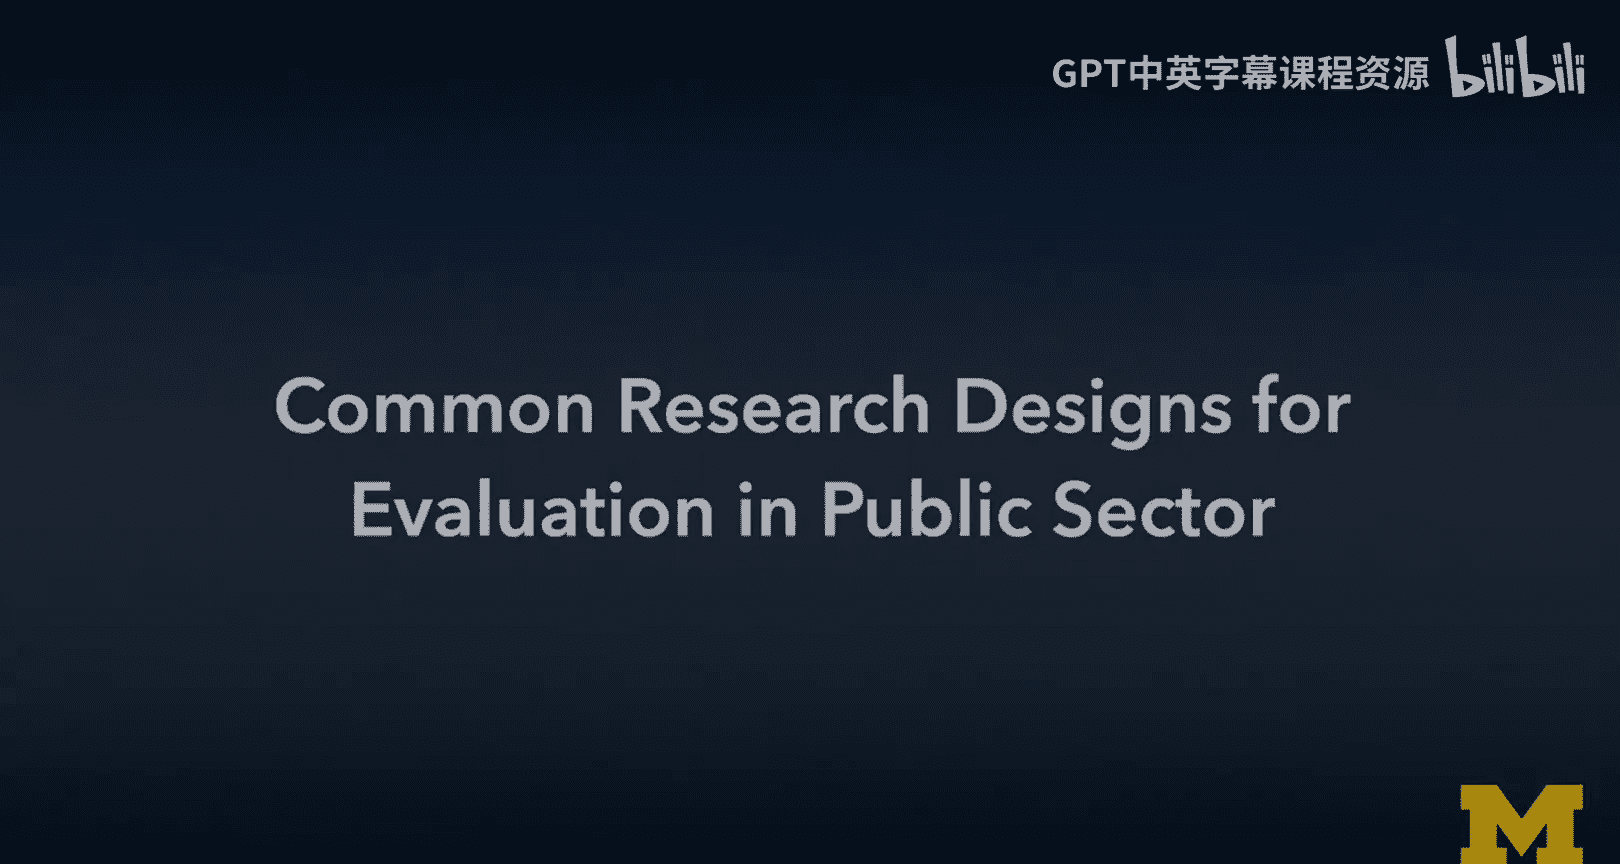 GPT中英字幕课程资源 bilibili
Common Research Designs for
Evaluation in Public Sector
M